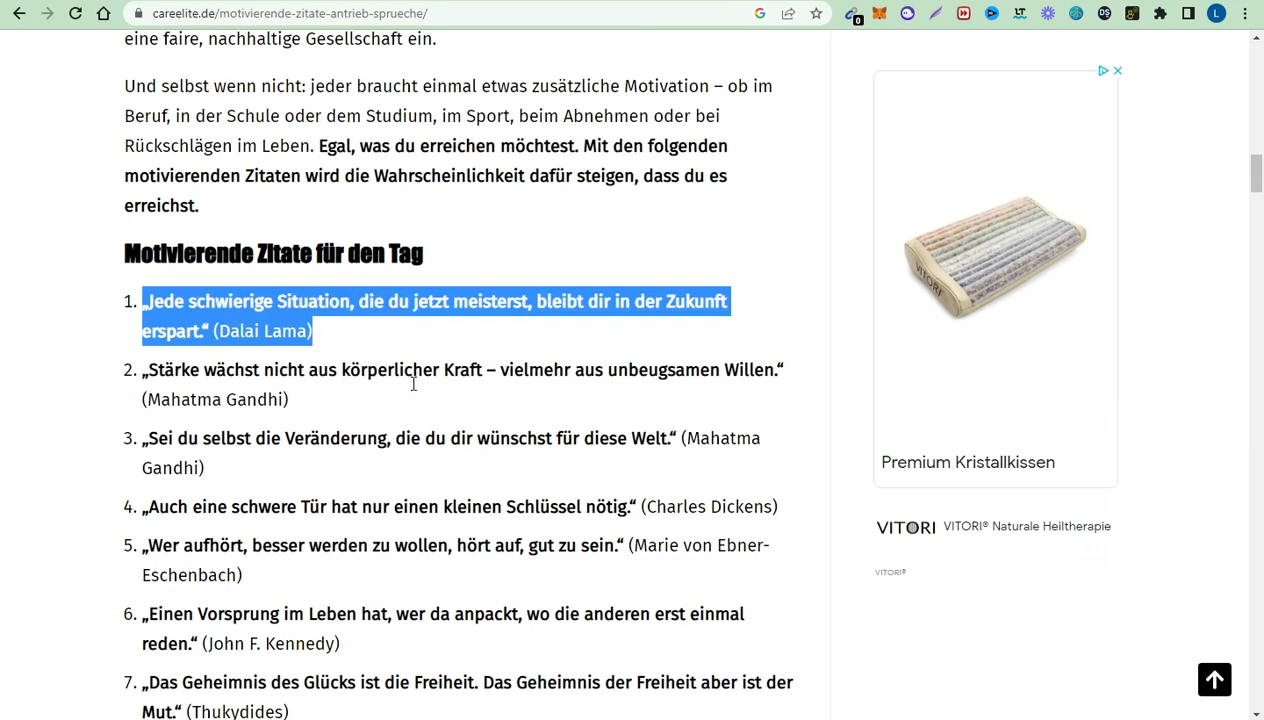 careelite.de/motivierende-zitate-antrieb-sprueche/
eine faire, nachhaltige Gesellschaft ein.
Und selbst wenn nicht: jeder braucht einmal etwas zusätzliche Motivation – ob im
Beruf, in der Schule oder dem Studium, im Sport, beim Abnehmen oder bei
Rückschlägen im Leben. Egal, was du erreichen möchtest. Mit den folgenden
motivierenden Zitaten wird die Wahrscheinlichkeit dafür steigen, dass du es
erreichst.
Motivierende Zitate für den Tag
1. „Jede schwierige Situation, die du jetzt meisterst, bleibt dir in der Zukunft
erspart.“ (Dalai Lama)
2. „Stärke wächst nicht aus körperlicher Kraft – vielmehr aus unbeugsamen Willen.“
(Mahatma Gandhi)
3. „Sei du selbst die Veränderung, die du dir wünschst für diese Welt.“ (Mahatma
Gandhi)
4. „Auch eine schwere Tür hat nur einen kleinen Schlüssel nötig.“ (Charles Dickens)
5. „Wer aufhört, besser werden zu wollen, hört auf, gut zu sein.“ (Marie von Ebner-
Eschenbach)
6. „Einen Vorsprung im Leben hat, wer da anpackt, wo die anderen erst einmal
reden.“ (John F. Kennedy)
7. „Das Geheimnis des Glücks ist die Freiheit. Das Geheimnis der Freiheit aber ist der
Mut.“ (Thukydides)
VITORI
Premium Kristallkissen
VITORI VITORI® Naturale Heiltherapie
VITORI®
0
LT
DS
L